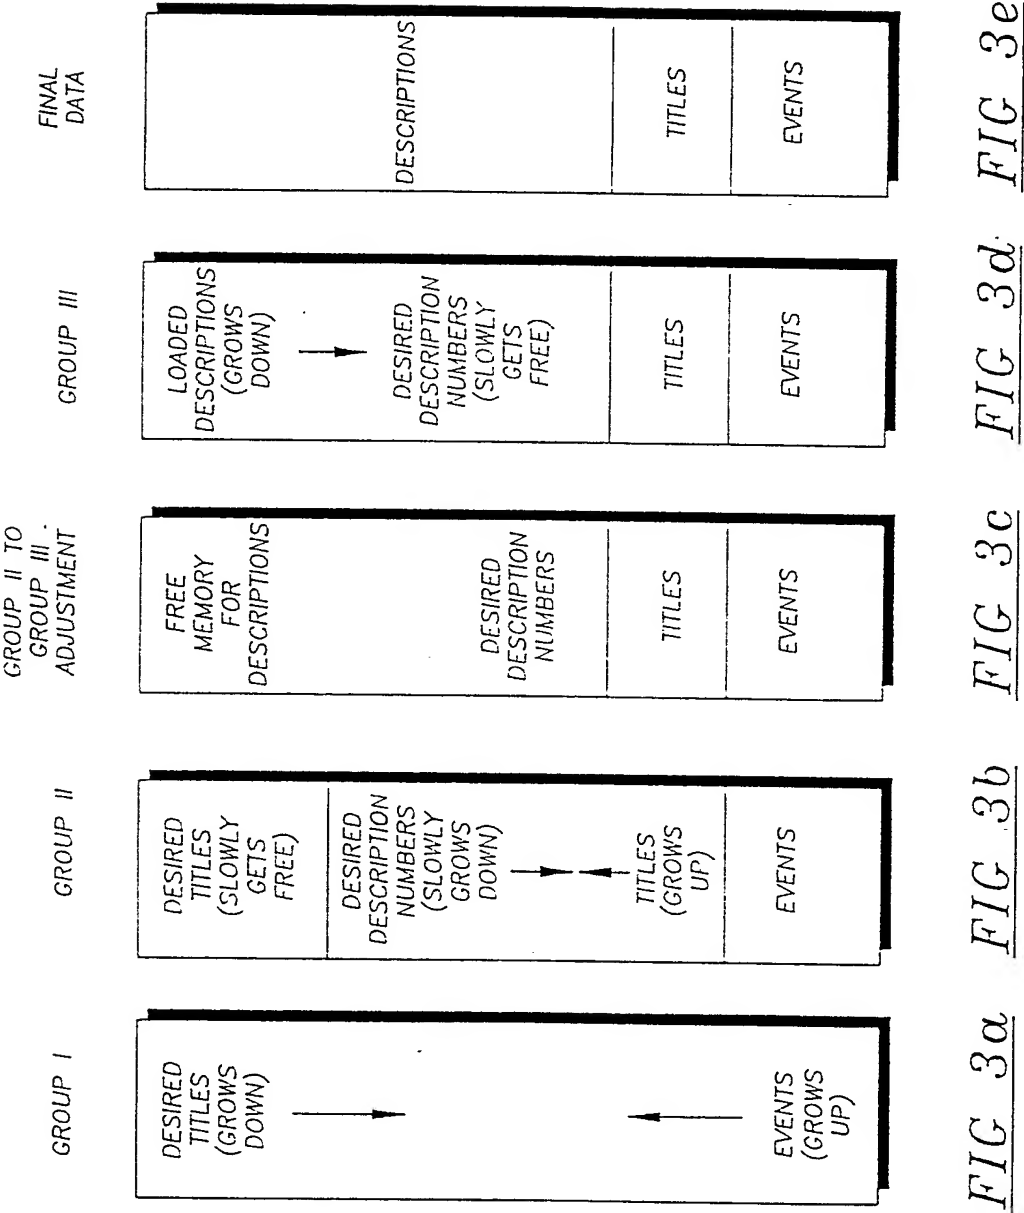 GROUP I
DESIRED
TITLES
(GROWS
DOWN)
EVENTS
(GROWS
UP)
FIG 3a
GROUP II
DESIRED
TITLES
(SLOWLY
GETS
FREE)
DESIRED
DESCRIPTION
NUMBERS
(SLOWLY
GROWS
DOWN)
TITLES
(GROWS
UP)
EVENTS
FIG 3b
GROUP II TO
GROUP III
ADJUSTMENT
FREE
MEMORY
FOR
DESCRIPTIONS
DESIRED
DESCRIPTION
NUMBERS
TITLES
EVENTS
FIG 3c
GROUP III
LOADED
DESCRIPTIONS
(GROWS
DOWN)
DESIRED
DESCRIPTION
NUMBERS
(SLOWLY
GETS
FREE)
TITLES
EVENTS
FIG 3d
FINAL
DATA
DESCRIPTIONS
TITLES
EVENTS
FIG 3e